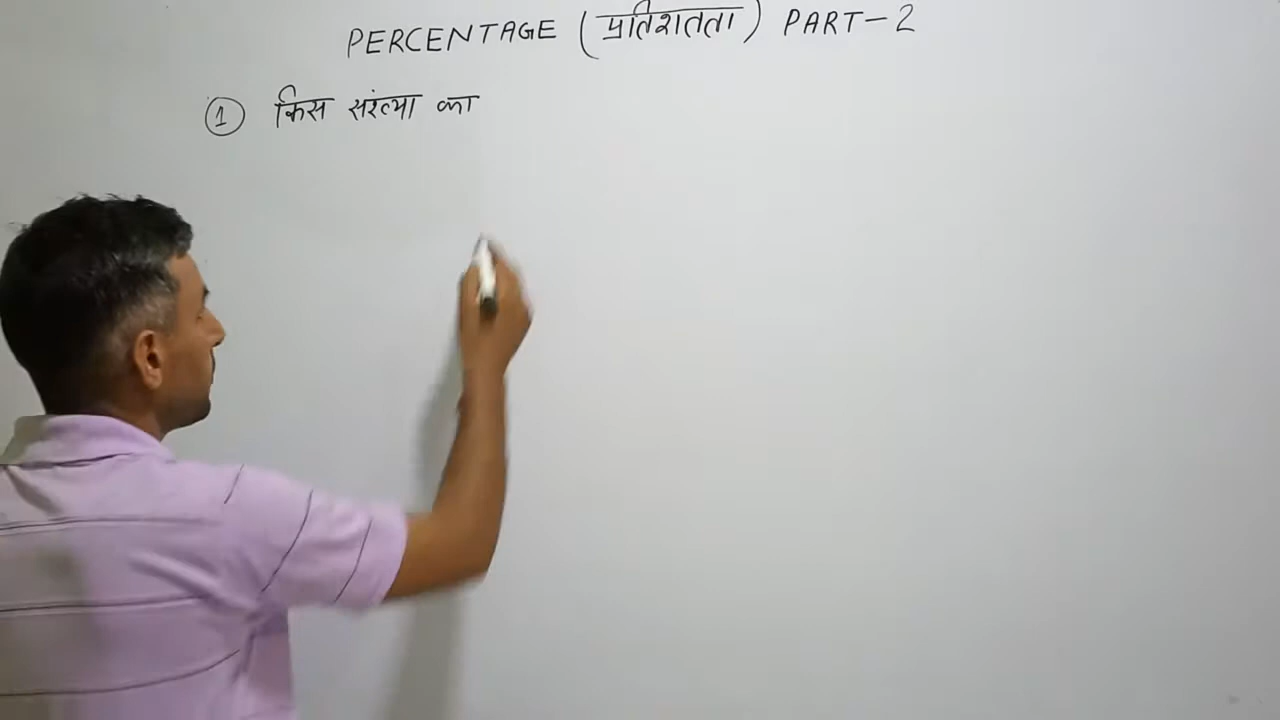 PERCENTAGE (प्रतिशतता) PART-2
① किस संख्या का